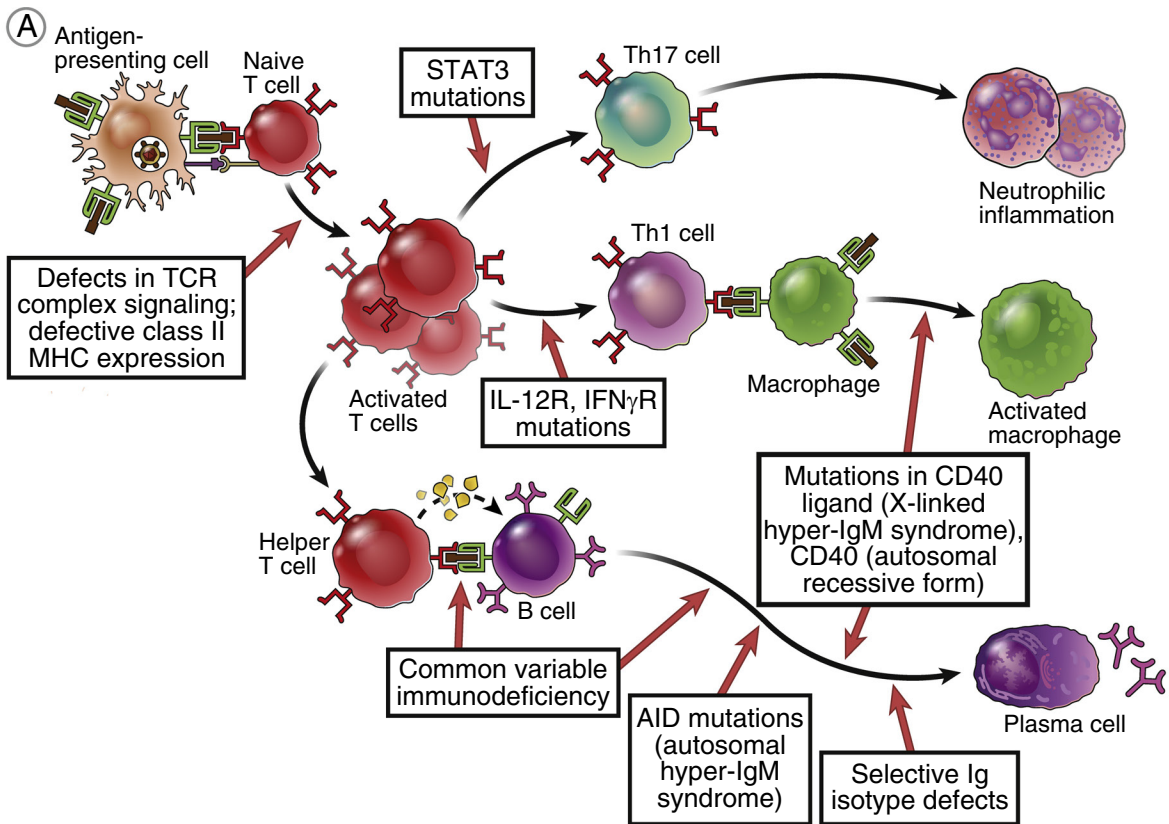 A
Antigen-
presenting cell
Naive
T cell
STAT3
mutations
Th17 cell
Neutrophilic
inflammation
Defects in TCR
complex signaling;
defective class II
MHC expression
Activated
T cells
IL-12R, IFNγR
mutations
Th1 cell
Macrophage
Activated
macrophage
Mutations in CD40
ligand (X-linked
hyper-IgM syndrome),
CD40 (autosomal
recessive form)
Helper
T cell
B cell
Common variable
immunodeficiency
AID mutations
(autosomal
hyper-IgM
syndrome)
Selective Ig
isotype defects
Plasma cell